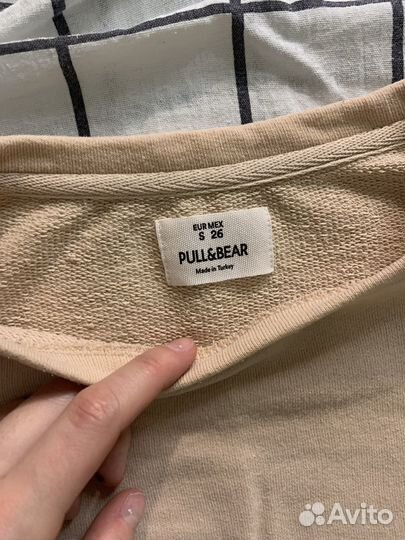 EUR MEX
S 26
PULL&BEAR
Made in Turkey
Avito